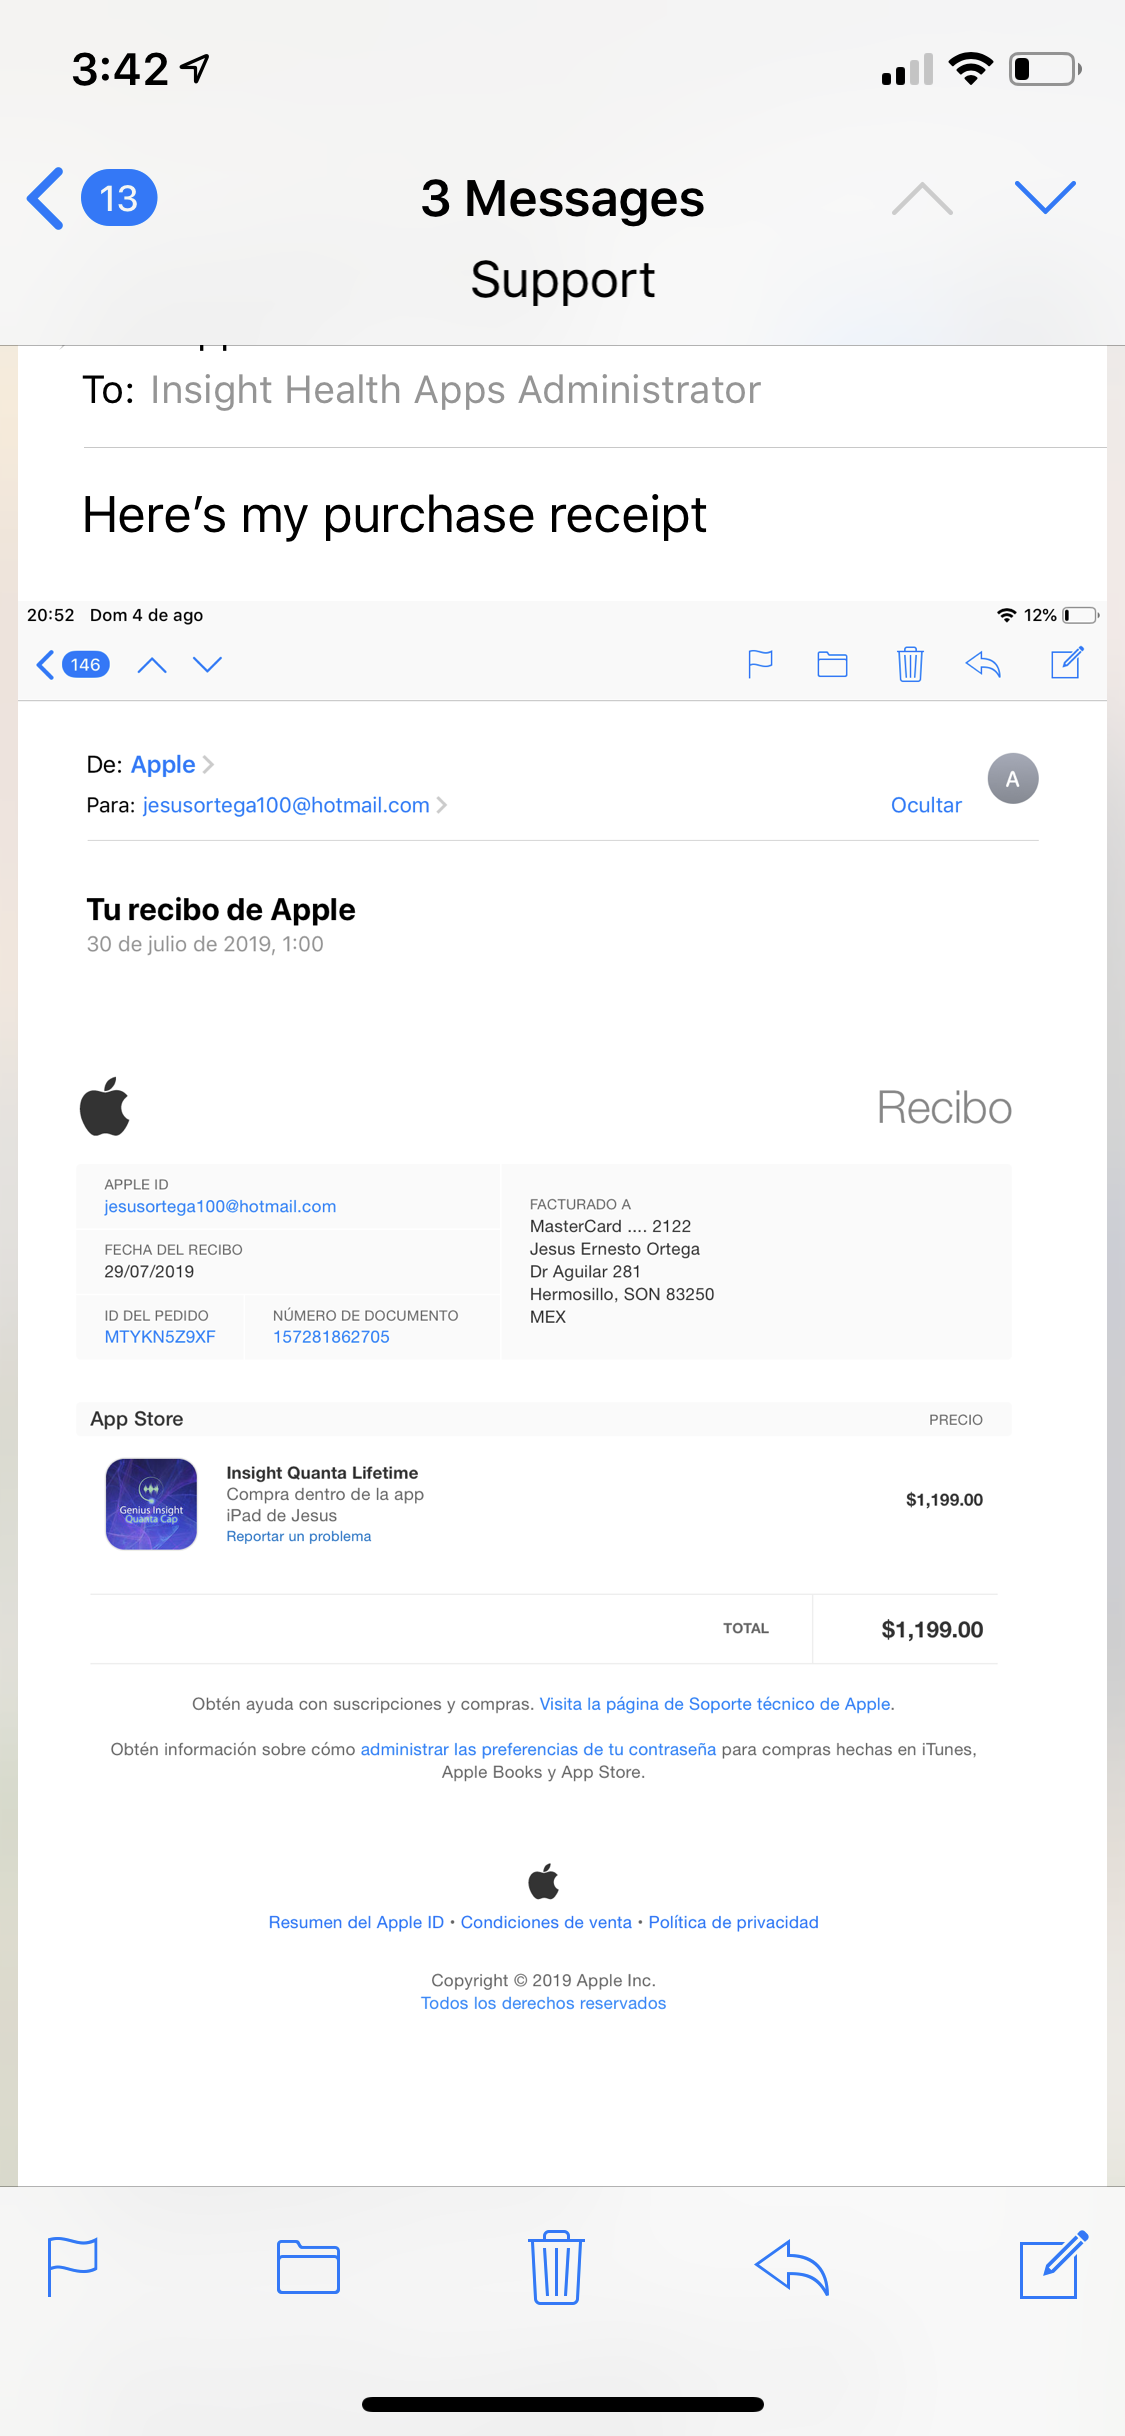 3:42
13
3 Messages
Support
To: Insight Health Apps Administrator
Here's my purchase receipt
20:52 Dom 4 de ago
12%
146
De: Apple
A
Para: jesusortega100@hotmail.com
Ocultar
Tu recibo de Apple
30 de julio de 2019, 1:00
Recibo
APPLE ID
jesusortega100@hotmail.com
FECHA DEL RECIBO
29/07/2019
ID DEL PEDIDO
MTYKN5Z9XF
NÚMERO DE DOCUMENTO
157281862705
FACTURADO A
MasterCard .... 2122
Jesus Ernesto Ortega
Dr Aguilar 281
Hermosillo, SON 83250
MEX
App Store
PRECIO
Genius Insight
Quanta Cap
Insight Quanta Lifetime
Compra dentro de la app
iPad de Jesus
Reportar un problema
$1,199.00
TOTAL
$1,199.00
Obtén ayuda con suscripciones y compras. Visita la página de Soporte técnico de Apple.
Obtén información sobre cómo administrar las preferencias de tu contraseña para compras hechas en iTunes,
Apple Books y App Store.
Resumen del Apple ID • Condiciones de venta • Política de privacidad
Copyright © 2019 Apple Inc.
Todos los derechos reservados